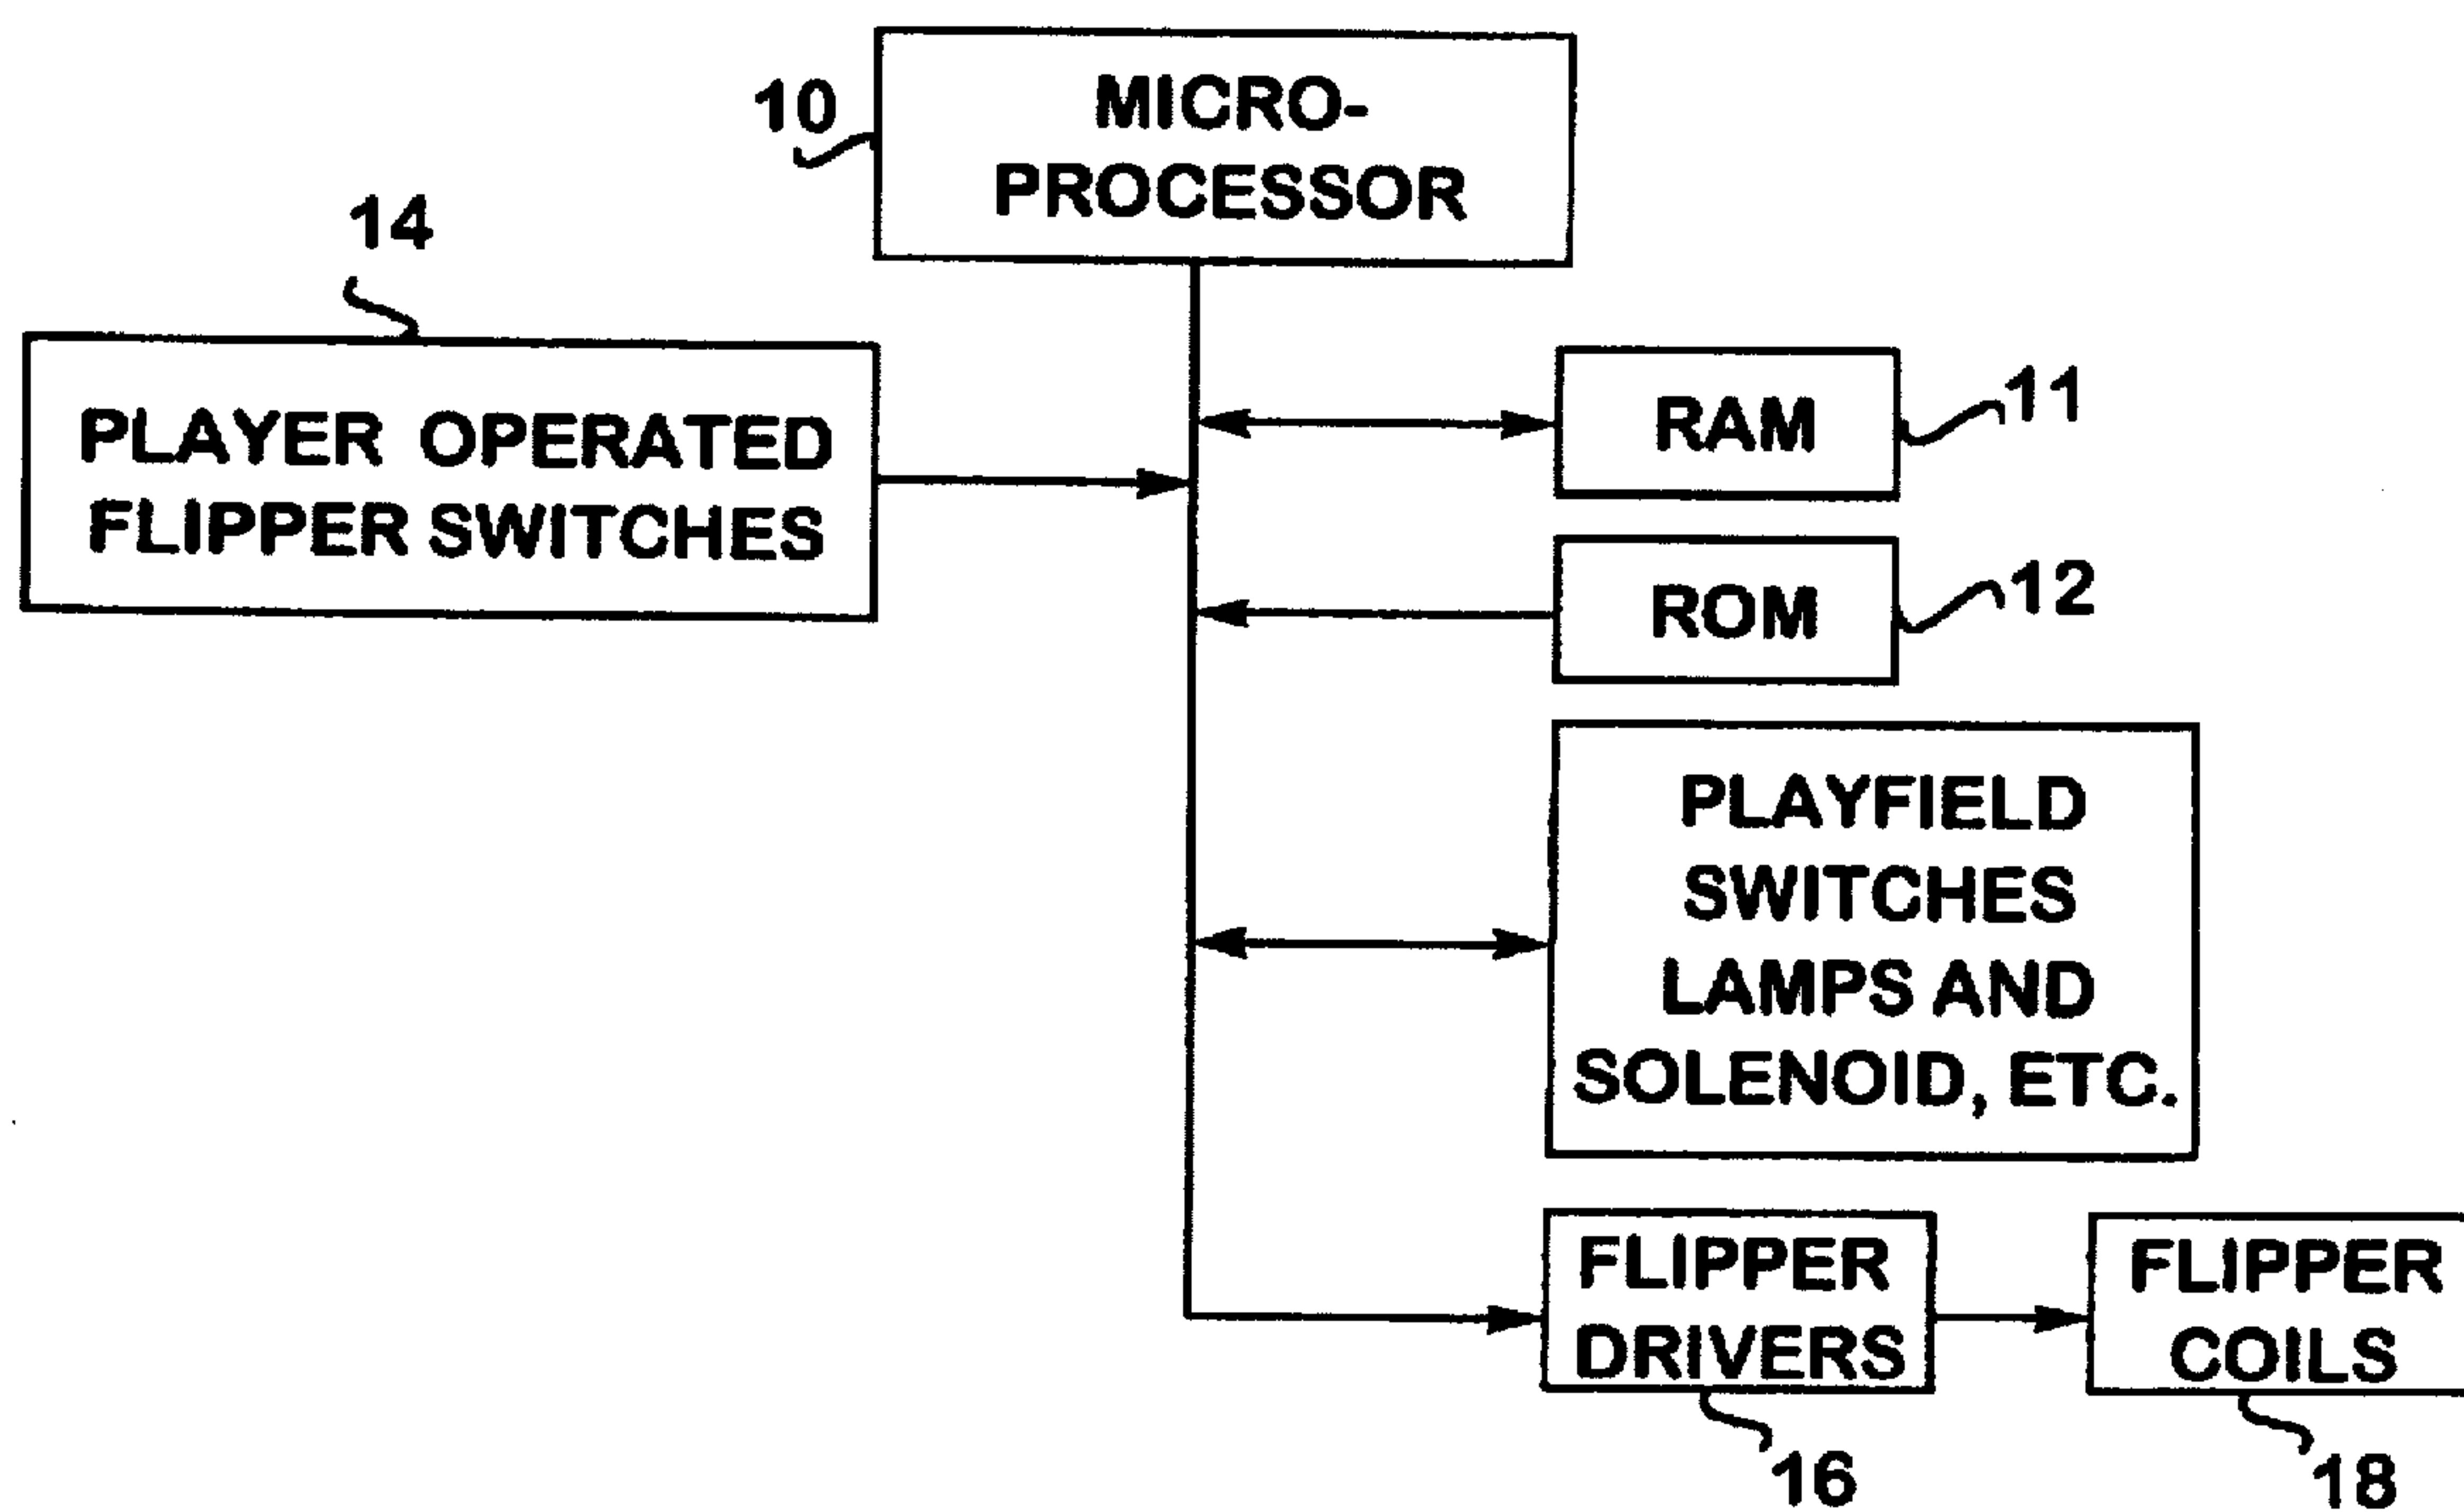 10
MICRO-
PROCESSOR
14
PLAYER OPERATED
FLIPPER SWITCHES
RAM
11
ROM
12
PLAYFIELD
SWITCHES
LAMPS AND
SOLENOID, ETC.
FLIPPER
DRIVERS
16
FLIPPER
COILS
18